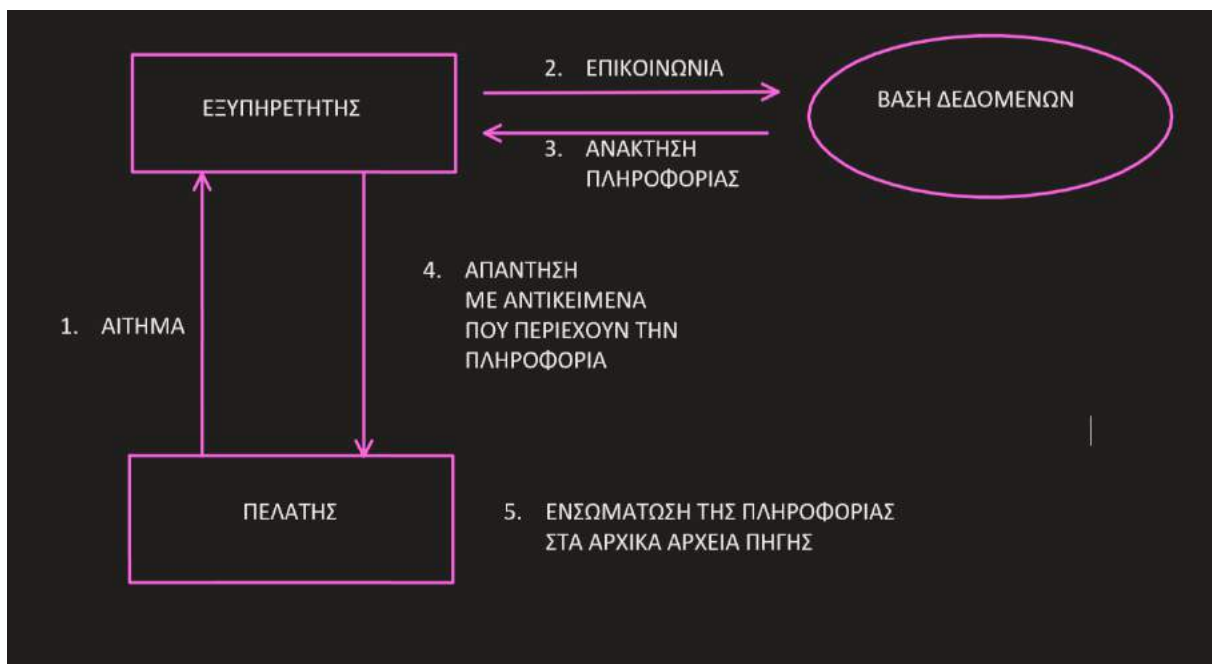 ΕΞΥΠΗΡΕΤΗΤΗΣ
2. ΕΠΙΚΟΙΝΩΝΙΑ
ΒΑΣΗ ΔΕΔΟΜΕΝΩΝ
3. ΑΝΑΚΤΗΣΗ
ΠΛΗΡΟΦΟΡΙΑΣ
1. ΑΙΤΗΜΑ
4. ΑΠΑΝΤΗΣΗ
ΜΕ ΑΝΤΙΚΕΙΜΕΝΑ
ΠΟΥ ΠΕΡΙΕΧΟΥΝ ΤΗΝ
ΠΛΗΡΟΦΟΡΙΑ
ΠΕΛΑΤΗΣ
5. ΕΝΣΩΜΑΤΩΣΗ ΤΗΣ ΠΛΗΡΟΦΟΡΙΑΣ
ΣΤΑ ΑΡΧΙΚΑ ΑΡΧΕΙΑ ΠΗΓΗΣ